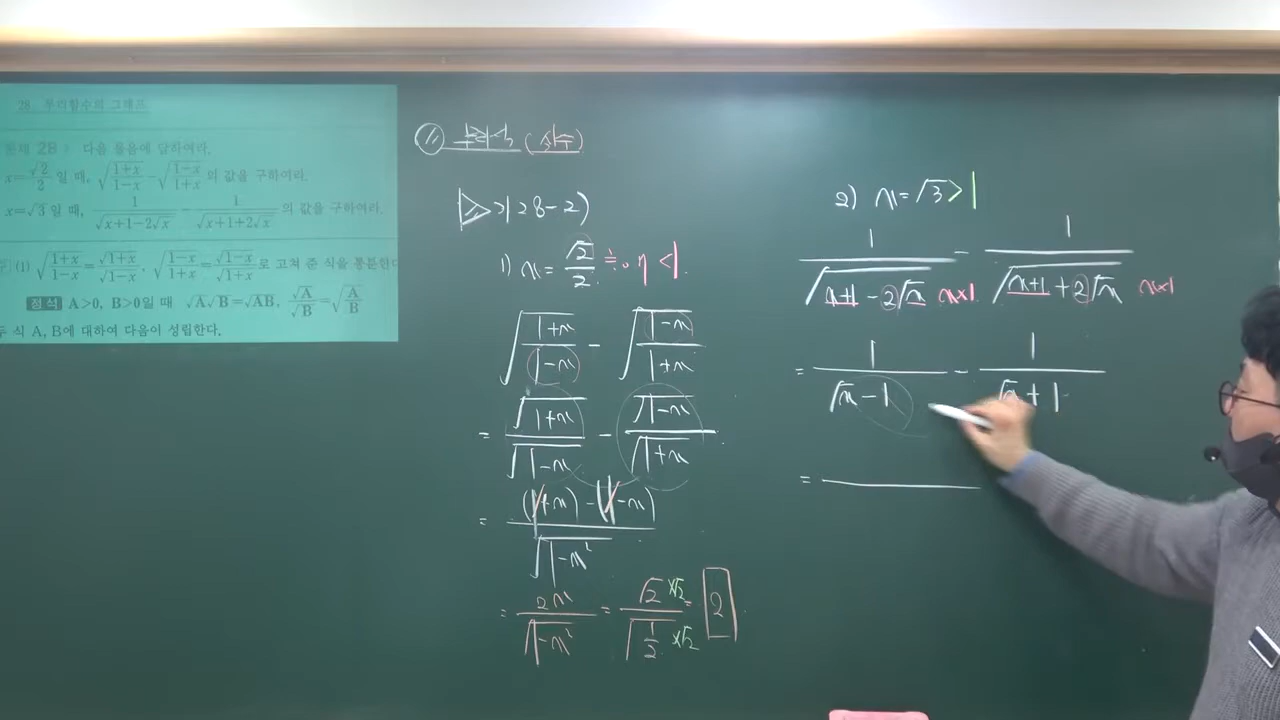 28. 무리함수의 그래프
문제 28 > 다음 물음에 답하여라.
x=√2/2 일 때, √((1+x)/(1-x)) - √((1-x)/(1+x)) 의 값을 구하여라.
x=√3일 때, 1/√(x+1-2√x) - 1/√(x+1+2√x) 의 값을 구하여라.
(1) √((1+x)/(1-x)) = √(1+x)/√(1-x), √((1-x)/(1+x)) = √(1-x)/√(1+x) 로 고쳐 준 식을 통분한다
정석 A>0, B>0일 때 √A√B=√AB, √A/√B=√(A/B)
두 식 A, B에 대하여 다음이 성립한다.
28-2)
1) x = √2/2 ≒ 0.7 < 1.
√((1+x)/(1-x)) - √((1-x)/(1+x))
= √(1+x)/√(1-x) - √(1-x)/√(1+x)
= ((1+x)-(1-x))/√(1-x²)
= 2x/√(1-x²) = √2 ×√2/√(1/2) ×√2 = 2
2) x = √3 > 1
1/√(x+1-2√x) x×1 - 1/√(x+1+2√x) x×1
= 1/(√x-1) - 1/(√x+1)
=